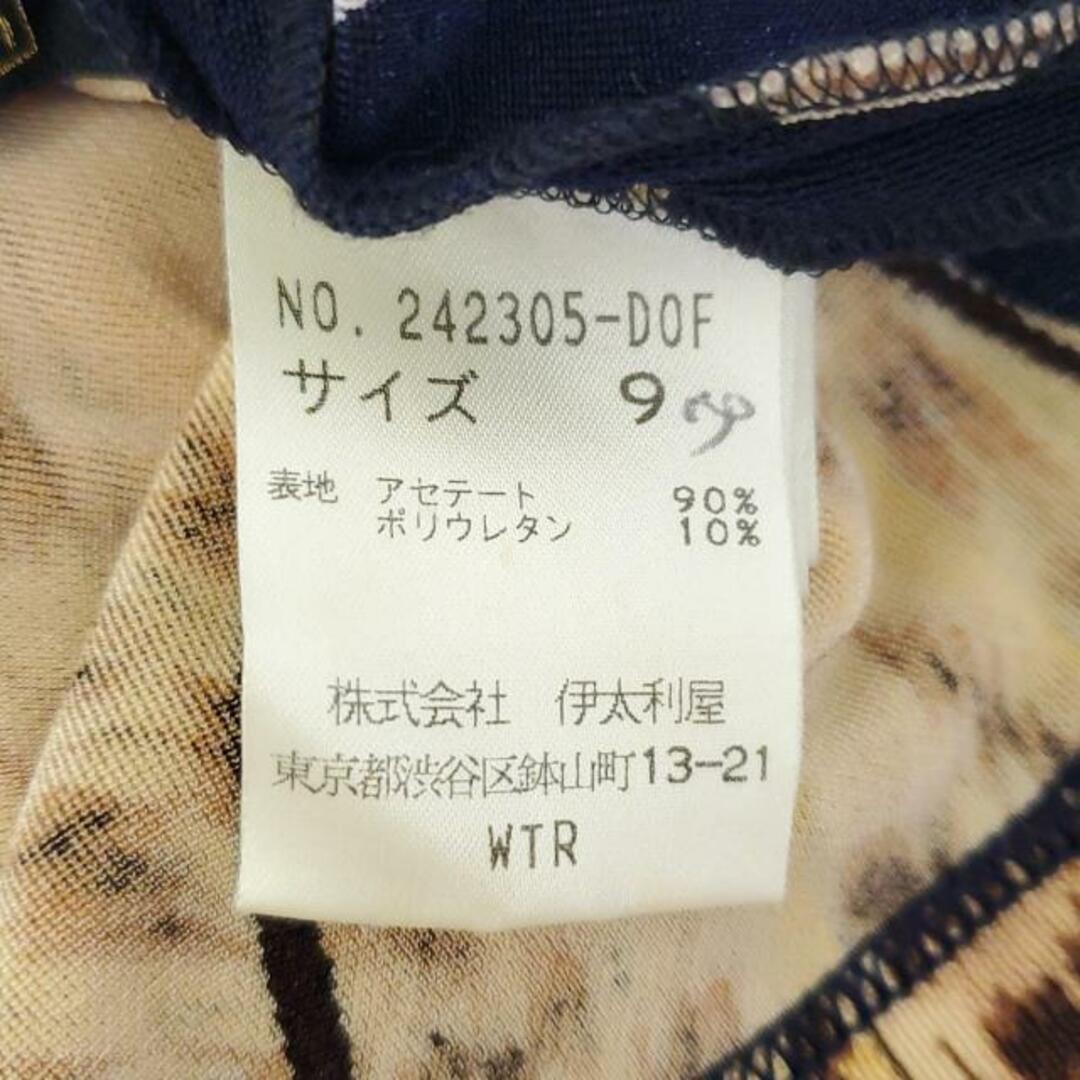 NO. 242305-DOF
サイズ 9
表地 アセテート 90%
ポリウレタン 10%
株式会社 伊太利屋
東京都渋谷区鉢山町13-21
WTR